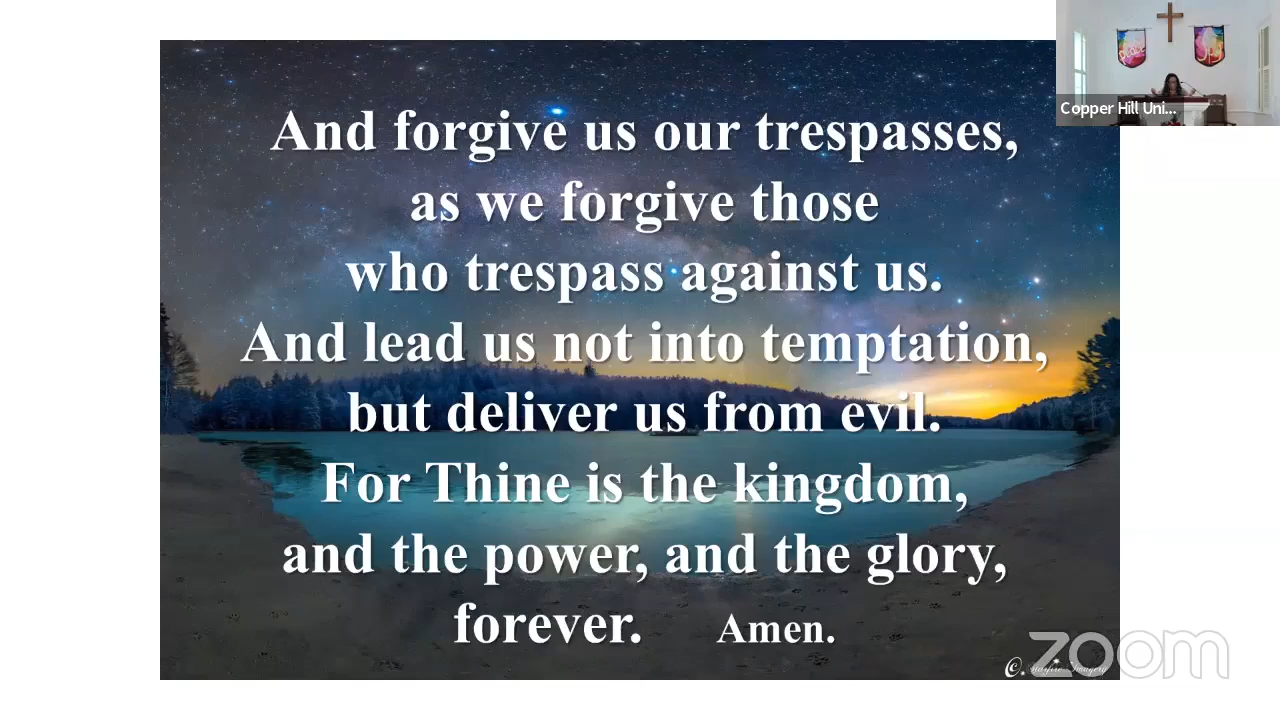 And forgive us our trespasses,
as we forgive those
who trespass against us.
And lead us not into temptation,
but deliver us from evil.
For Thine is the kingdom,
and the power, and the glory,
forever. Amen.
Copper Hill Uni...
peace
Joy
zoom